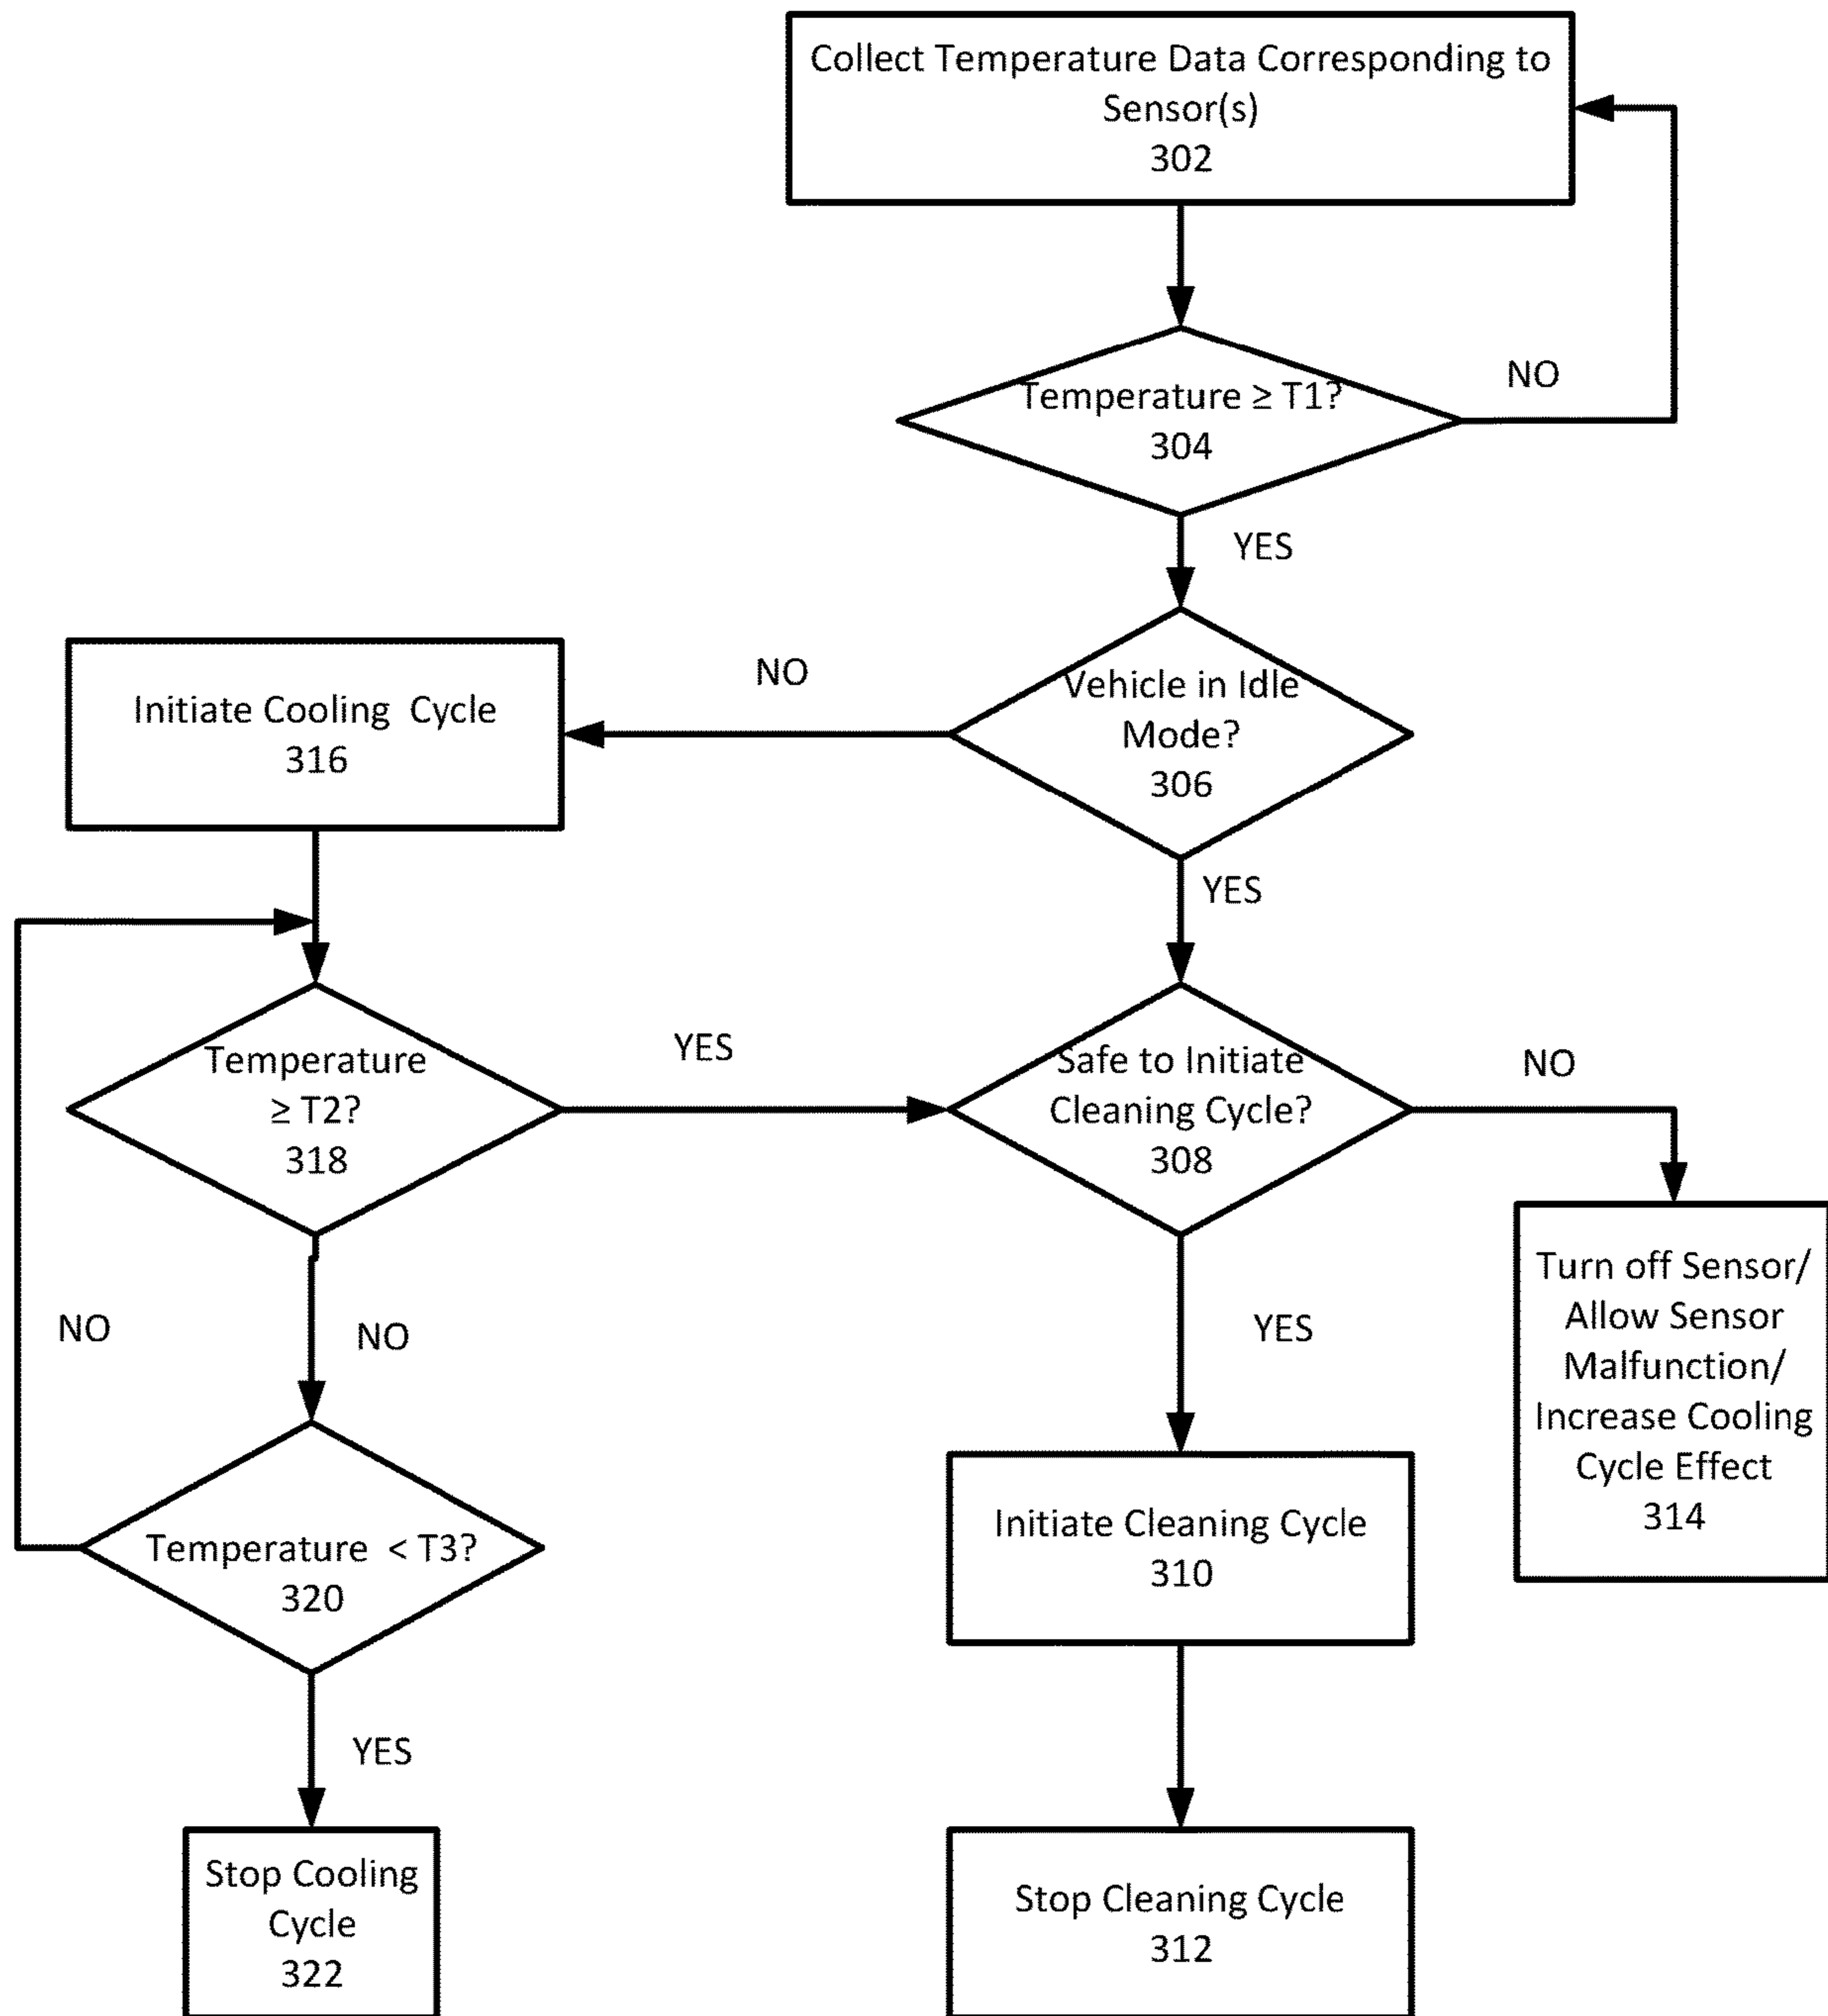 Collect Temperature Data Corresponding to
Sensor(s)
302
Temperature ≥ T1?
304
NO
YES
Vehicle in Idle
Mode?
306
NO
Initiate Cooling Cycle
316
YES
Temperature
≥ T2?
318
YES
Safe to Initiate
Cleaning Cycle?
308
NO
Turn off Sensor/
Allow Sensor
Malfunction/
Increase Cooling
Cycle Effect
314
NO
NO
YES
Temperature < T3?
320
Initiate Cleaning Cycle
310
YES
Stop Cooling
Cycle
322
Stop Cleaning Cycle
312